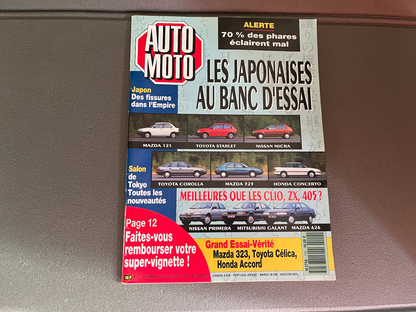 ALERTE
70 % des phares
éclairent mal
AUTO
MOTO
LES JAPONAISES
AU BANC D'ESSAI
Japon
Des fissures
dans l'Empire
MAZDA 121
TOYOTA STARLET
NISSAN MICRA
Salon
de
Tokyo
Toutes les
nouveautés
TOYOTA COROLLA
MAZDA 323
HONDA CONCERTO
MEILLEURES QUE LES CLIO, ZX, 405 ?
NISSAN PRIMERA
MITSUBISHI GALANT
MAZDA 626
Page 12
Faites-vous
rembourser votre
super-vignette !
Grand Essai-Vérité
Mazda 323, Toyota Célica,
Honda Accord